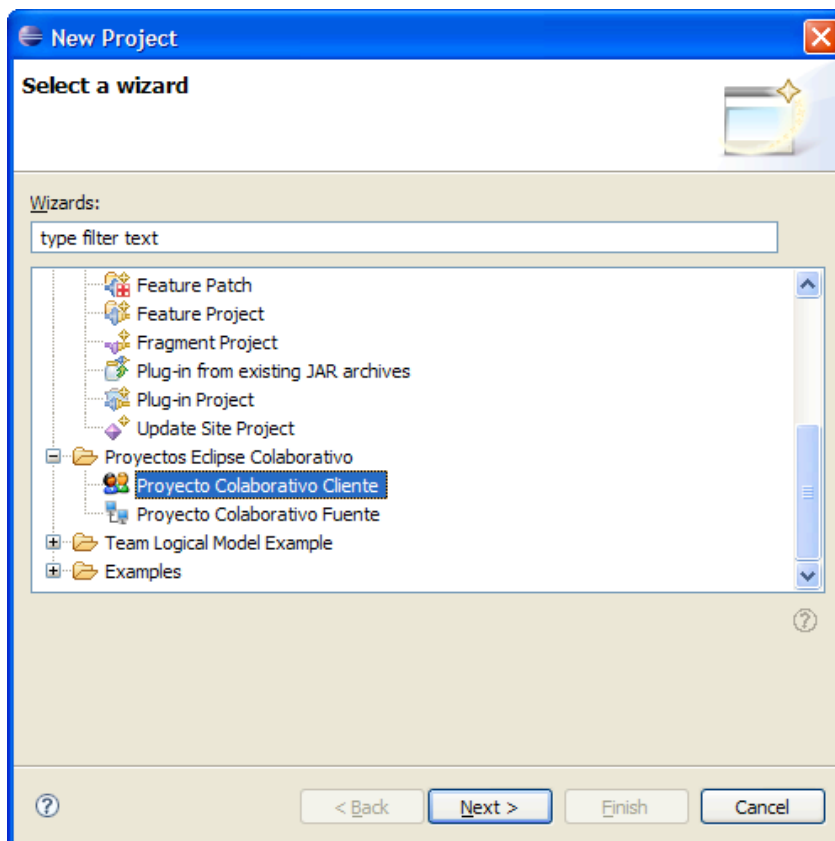 New Project
Select a wizard
Wizards:
type filter text
Feature Patch
Feature Project
Fragment Project
Plug-in from existing JAR archives
Plug-in Project
Update Site Project
Proyectos Eclipse Colaborativo
Proyecto Colaborativo Cliente
Proyecto Colaborativo Fuente
Team Logical Model Example
Examples
< Back Next > Finish Cancel